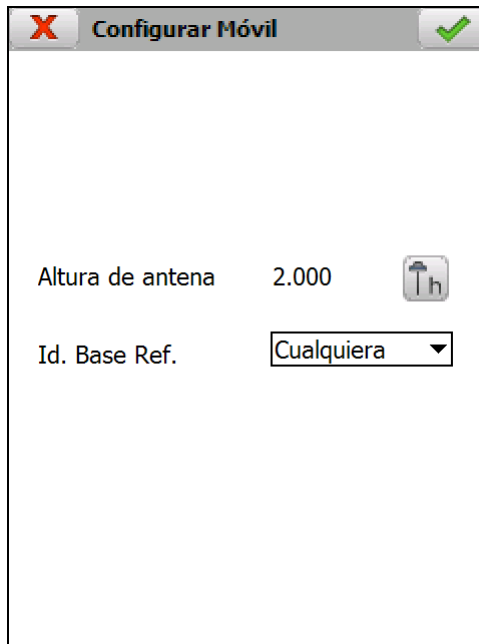 Configurar Móvil
Altura de antena 2.000
h
Id. Base Ref. Cualquiera